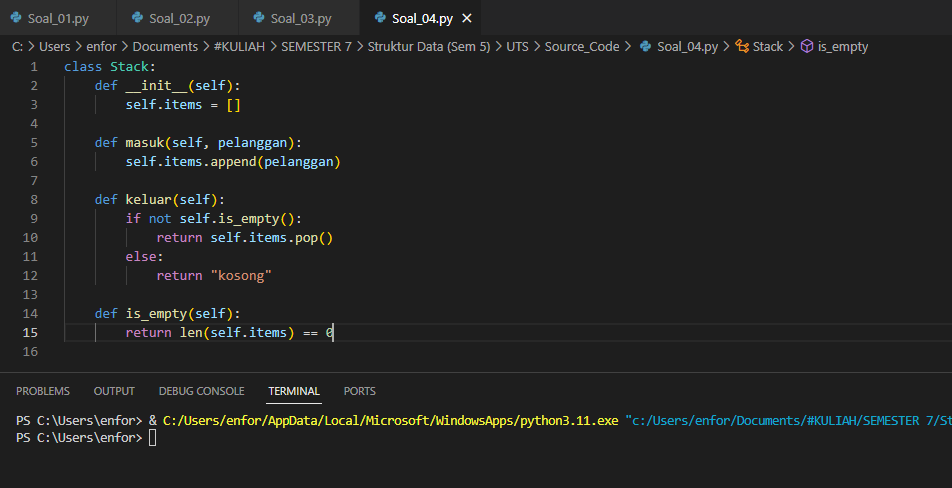 Soal_01.py Soal_02.py Soal_03.py Soal_04.py
C: > Users > enfor > Documents > #KULIAH > SEMESTER 7 > Struktur Data (Sem 5) > UTS > Source_Code > Soal_04.py > Stack > is_empty
1 class Stack:
2 def __init__(self):
3 self.items = []
4
5 def masuk(self, pelanggan):
6 self.items.append(pelanggan)
7
8 def keluar(self):
9 if not self.is_empty():
10 return self.items.pop()
11 else:
12 return "kosong"
13
14 def is_empty(self):
15 return len(self.items) == 0
16
PROBLEMS OUTPUT DEBUG CONSOLE TERMINAL PORTS
PS C:\Users\enfor> & C:/Users/enfor/AppData/Local/Microsoft/WindowsApps/python3.11.exe "c:/Users/enfor/Documents/#KULIAH/SEMESTER 7/St
PS C:\Users\enfor>